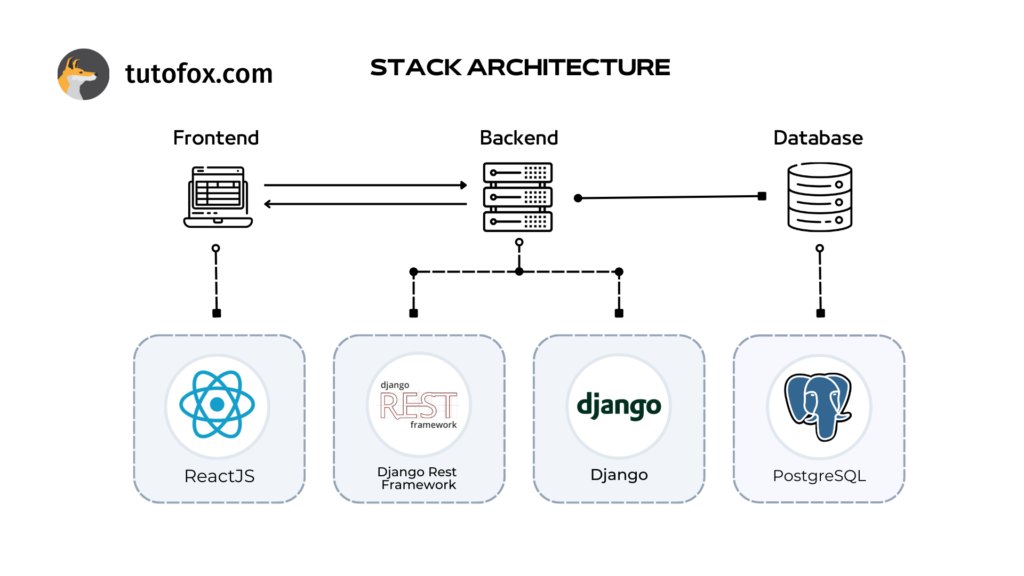 tutofox.com
STACK ARCHITECTURE
Frontend
Backend
Database
django
REST
framework
django
ReactJS
Django Rest
Framework
Django
PostgreSQL